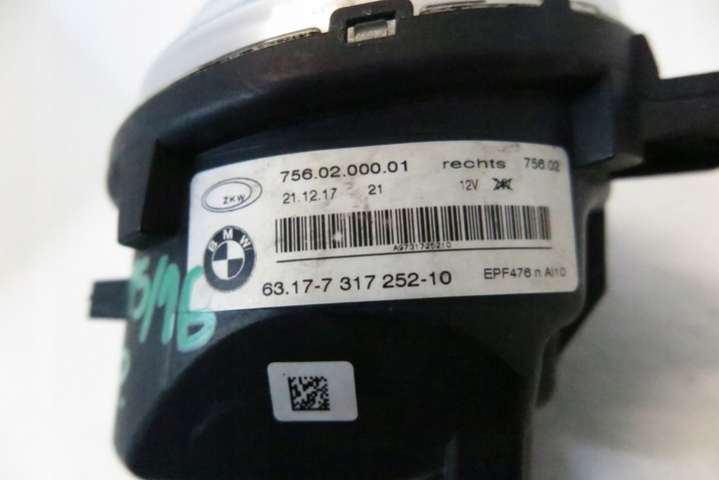 756.02.000.01 rechts 756.02
ZKW 21.12.17 21 12V
BMW
63.17-7 317 252-10 EPF476 n Al10